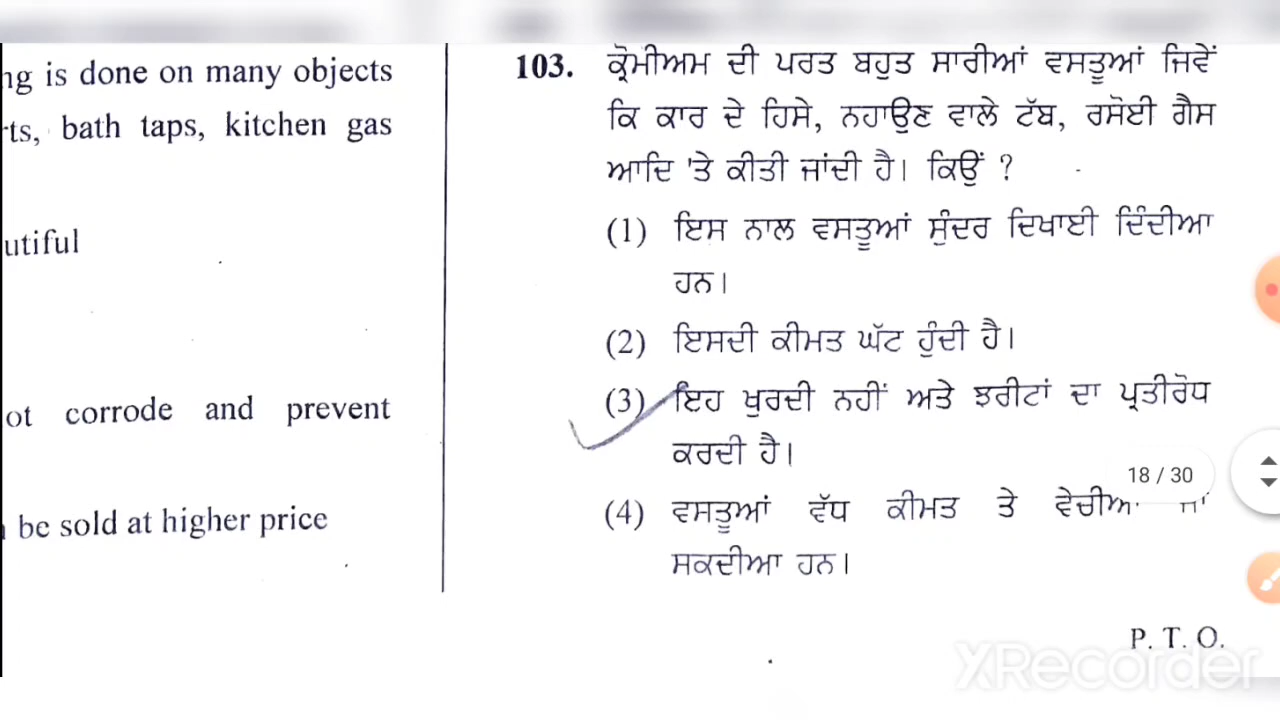 ng is done on many objects
rts, bath taps, kitchen gas
utiful
ot corrode and prevent
be sold at higher price
103. ਕ੍ਰੋਮੀਅਮ ਦੀ ਪਰਤ ਬਹੁਤ ਸਾਰੀਆਂ ਵਸਤੂਆਂ ਜਿਵੇਂ
ਕਿ ਕਾਰ ਦੇ ਹਿਸੇ, ਨਹਾਉਣ ਵਾਲੇ ਟੱਬ, ਰਸੋਈ ਗੈਸ
ਆਦਿ 'ਤੇ ਕੀਤੀ ਜਾਂਦੀ ਹੈ। ਕਿਉਂ ?
(1) ਇਸ ਨਾਲ ਵਸਤੂਆਂ ਸੁੰਦਰ ਦਿਖਾਈ ਦਿੰਦੀਆ
ਹਨ।
(2) ਇਸਦੀ ਕੀਮਤ ਘੱਟ ਹੁੰਦੀ ਹੈ।
(3) ਇਹ ਖੁਰਦੀ ਨਹੀਂ ਅਤੇ ਝਰੀਟਾਂ ਦਾ ਪ੍ਰਤੀਰੋਧ
ਕਰਦੀ ਹੈ।
18 / 30
(4) ਵਸਤੂਆਂ ਵੱਧ ਕੀਮਤ ਤੇ
ਸਕਦੀਆ ਹਨ।
P. T. O.
XRecorder